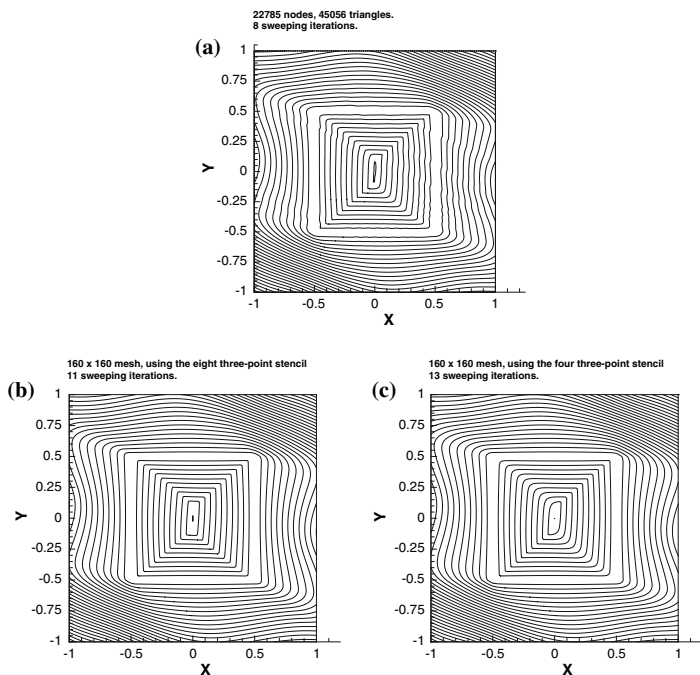 22785 nodes, 45056 triangles.
8 sweeping iterations.
(a)
1
0.75
0.5
0.25
0
-0.25
-0.5
-0.75
-1
Y
-1 -0.5 0 0.5 1
X
160 x 160 mesh, using the eight three-point stencil
11 sweeping iterations.
(b)
1
0.75
0.5
0.25
0
-0.25
-0.5
-0.75
-1
Y
-1 -0.5 0 0.5 1
X
160 x 160 mesh, using the four three-point stencil
13 sweeping iterations.
(c)
1
0.75
0.5
0.25
0
-0.25
-0.5
-0.75
-1
Y
-1 -0.5 0 0.5 1
X